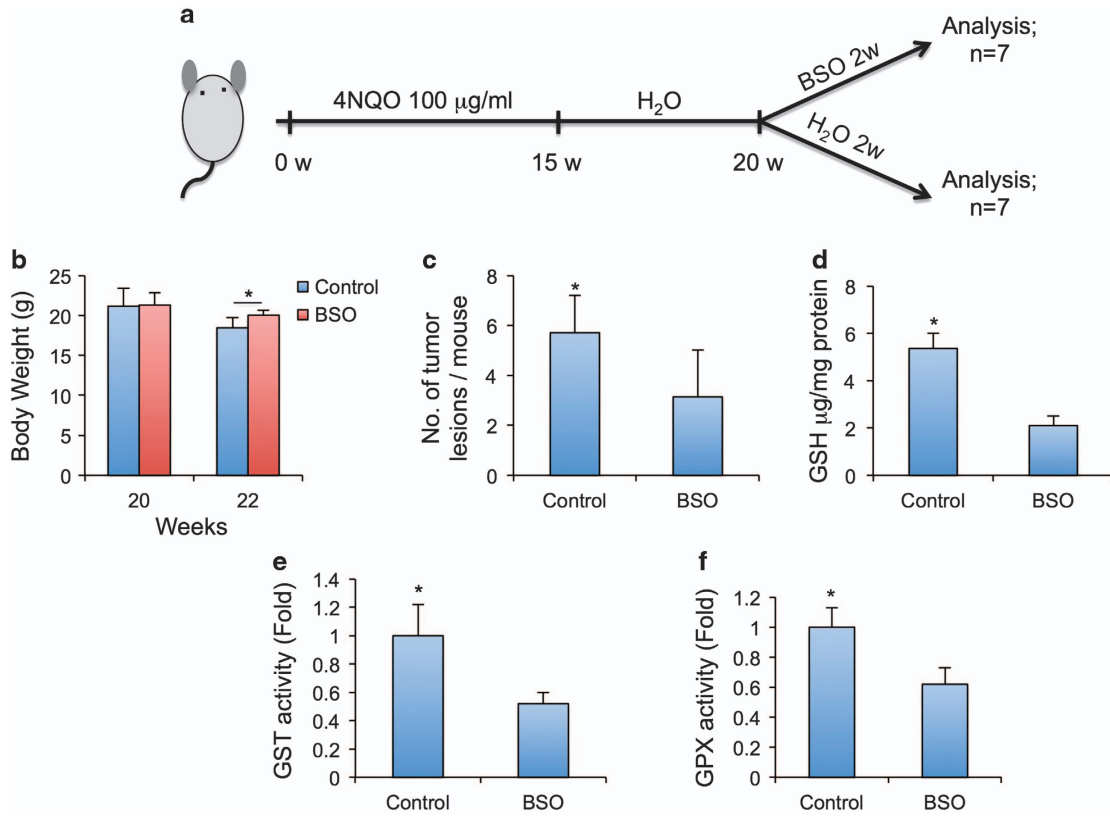 a
4NQO 100 μg/ml
H₂O
BSO 2w
H₂O 2w
Analysis;
n=7
Analysis;
n=7
0 w
15 w
20 w
b
Body Weight (g)
25
20
15
10
5
0
*
Control
BSO
20
22
Weeks
c
No. of tumor
lesions / mouse
8
6
4
2
0
*
Control
BSO
d
GSH μg/mg protein
8
6
4
2
0
*
Control
BSO
e
GST activity (Fold)
1.4
1.2
1
0.8
0.6
0.4
0.2
0
*
Control
BSO
f
GPX activity (Fold)
1.2
1
0.8
0.6
0.4
0.2
0
*
Control
BSO